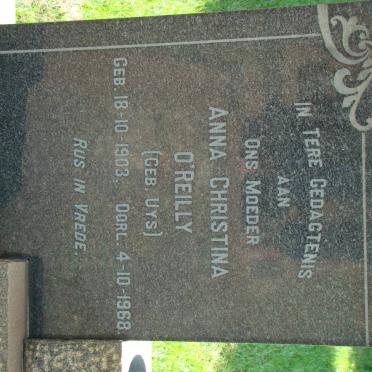 IN TERE GEDAGTENIS
AAN
ONS MOEDER
ANNA CHRISTINA
O'REILLY
(GEB. UYS)
GEB. 18-10-1903. OORL. 4-10-1968.
RUS IN VREDE.